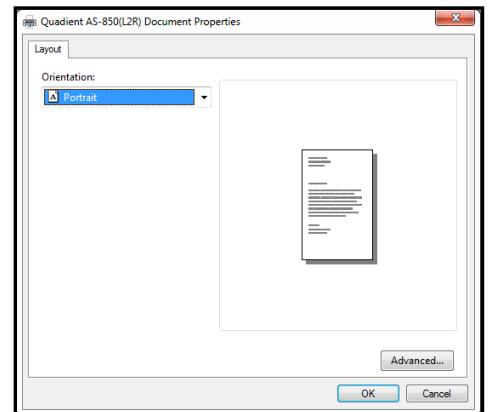 Quadient AS-850(L2R) Document Properties
Layout
Orientation:
A Portrait
Advanced...
OK Cancel